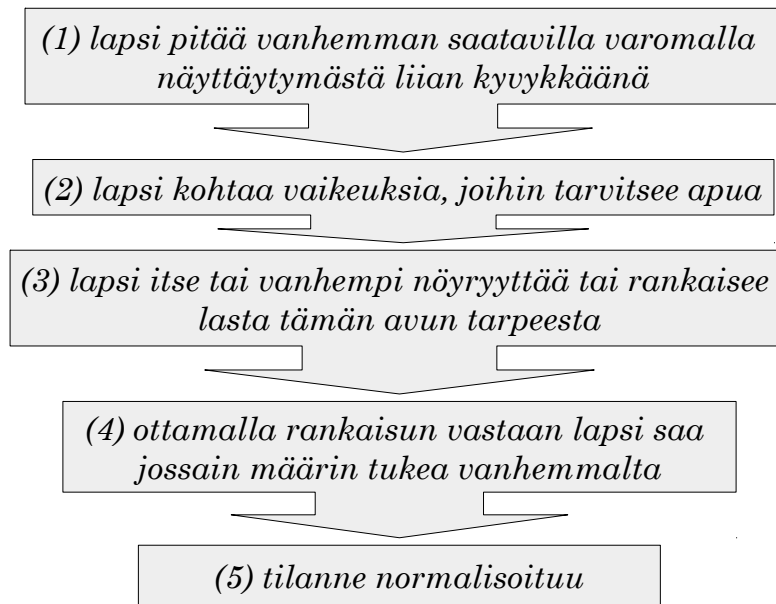 (1) lapsi pitää vanhemman saatavilla varomalla
näyttäytymästä liian kyvykkäänä
(2) lapsi kohtaa vaikeuksia, joihin tarvitsee apua
(3) lapsi itse tai vanhempi nöyryyttää tai rankaisee
lasta tämän avun tarpeesta
(4) ottamalla rankaisun vastaan lapsi saa
jossain määrin tukea vanhemmalta
(5) tilanne normalisoituu